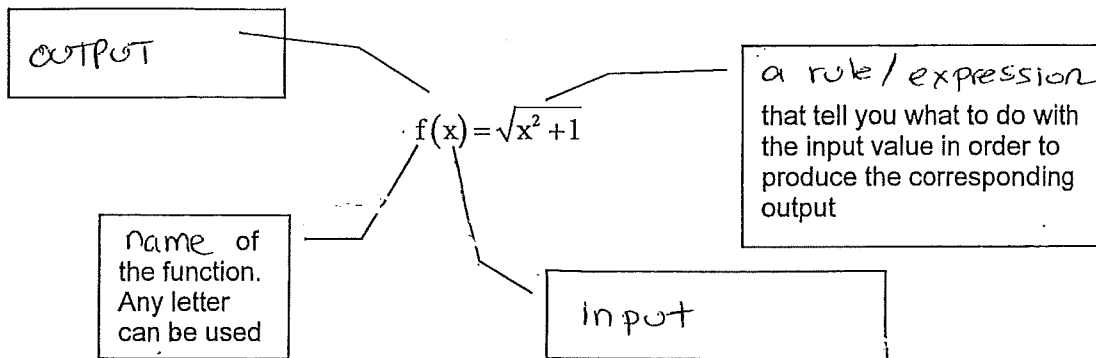 OUTPUT
a rule / expression
that tell you what to do with
the input value in order to
produce the corresponding
output
f(x) = √(x² + 1)
name of
the function.
Any letter
can be used
input